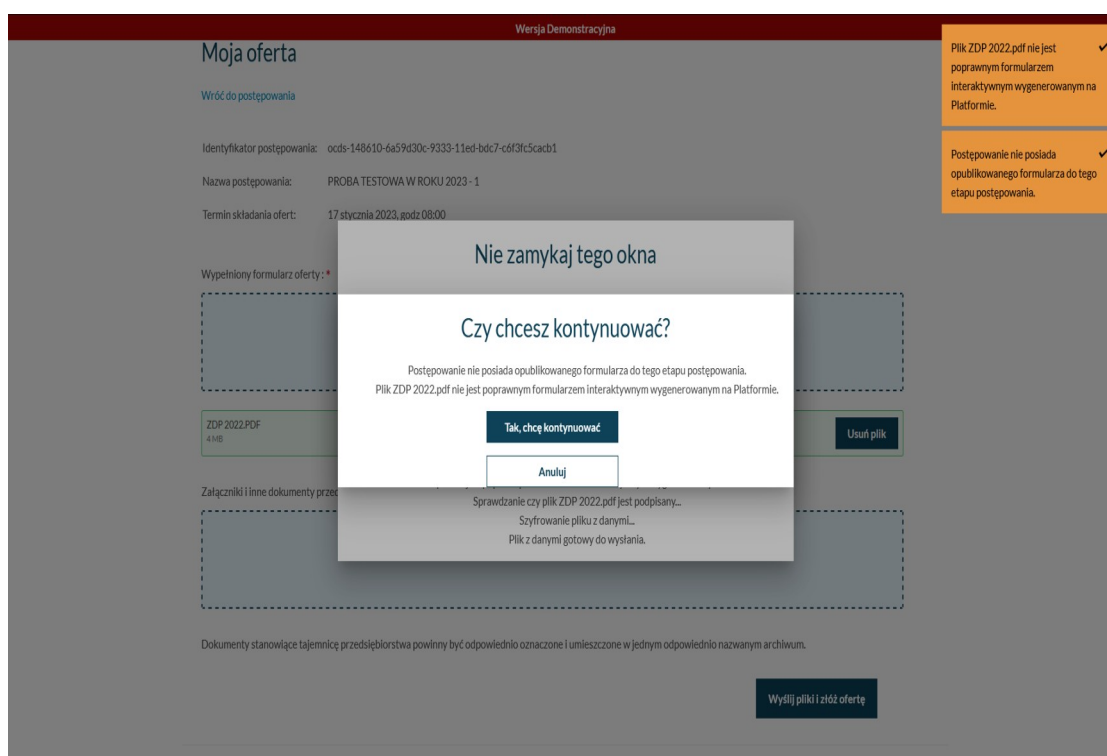 Wersja Demonstracyjna
Moja oferta
Wróć do postępowania
Identyfikator postępowania: ocds-148610-6a59d30c-9333-11ed-bdc7-c6f3fc5cacb1
Nazwa postępowania: PROBA TESTOWA W ROKU 2023 - 1
Termin składania ofert: 17 stycznia 2023, godz 08:00
Wypełniony formularz oferty : *
Plik ZDP 2022.pdf nie jest
poprawnym formularzem
interaktywnym wygenerowanym na
Platformie.
Postępowanie nie posiada
opublikowanego formularza do tego
etapu postępowania.
Nie zamykaj tego okna
Czy chcesz kontynuować?
Postępowanie nie posiada opublikowanego formularza do tego etapu postępowania.
Plik ZDP 2022.pdf nie jest poprawnym formularzem interaktywnym wygenerowanym na Platformie.
Tak, chcę kontynuować
Anuluj
ZDP 2022.PDF
4 MB
Usuń plik
Załączniki i inne dokumenty przed
Sprawdzanie czy plik ZDP 2022.pdf jest podpisany...
Szyfrowanie pliku z danymi...
Plik z danymi gotowy do wysłania.
Dokumenty stanowiące tajemnicę przedsiębiorstwa powinny być odpowiednio oznaczone i umieszczone w jednym odpowiednio nazwanym archiwum.
Wyślij pliki i złóż ofertę